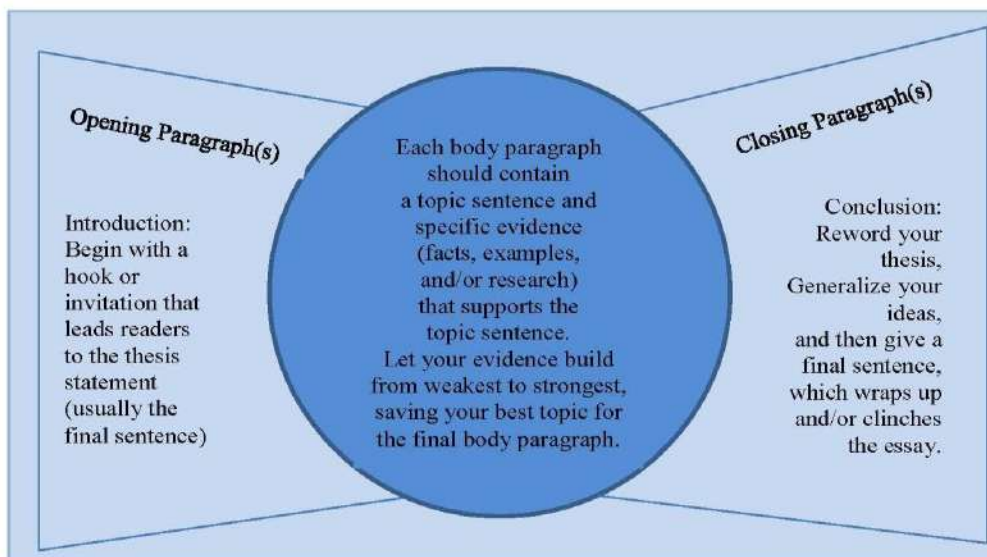 Opening Paragraph(s)
Introduction:
Begin with a
hook or
invitation that
leads readers
to the thesis
statement
(usually the
final sentence)
Each body paragraph
should contain
a topic sentence and
specific evidence
(facts, examples,
and/or research)
that supports the
topic sentence.
Let your evidence build
from weakest to strongest,
saving your best topic for
the final body paragraph.
Closing Paragraph(s)
Conclusion:
Reword your
thesis,
Generalize your
ideas,
and then give a
final sentence,
which wraps up
and/or clinches
the essay.